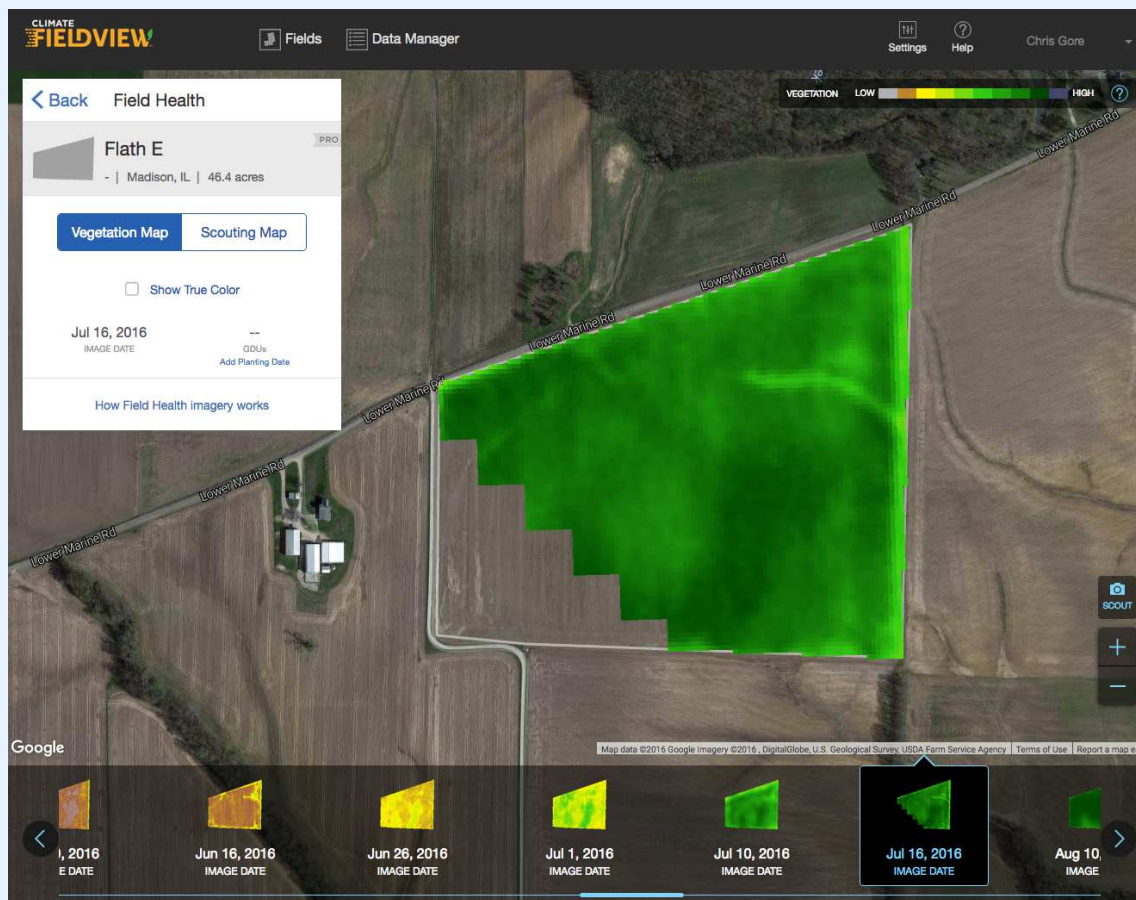 CLIMATE
FIELDVIEW
Fields
Data Manager
Settings
Help
Chris Gore
Back
Field Health
Flath E
PRO
- | Madison, IL | 46.4 acres
Vegetation Map
Scouting Map
Show True Color
Jul 16, 2016
IMAGE DATE
--
GDUs
Add Planting Date
How Field Health imagery works
VEGETATION
LOW
HIGH
?
Lower Marine Rd
Lower Marine Rd
Lower Marine Rd
Lower Marine Rd
Lower Marine Rd
Lower Marine Rd
Lower Marine Rd
SCOUT
+
−
Google
Map data ©2016 Google Imagery ©2016 , DigitalGlobe, U.S. Geological Survey, USDA Farm Service Agency
Terms of Use
Report a map e
, 2016
E DATE
Jun 16, 2016
IMAGE DATE
Jun 26, 2016
IMAGE DATE
Jul 1, 2016
IMAGE DATE
Jul 10, 2016
IMAGE DATE
Jul 16, 2016
IMAGE DATE
Aug 10,
IMAGE